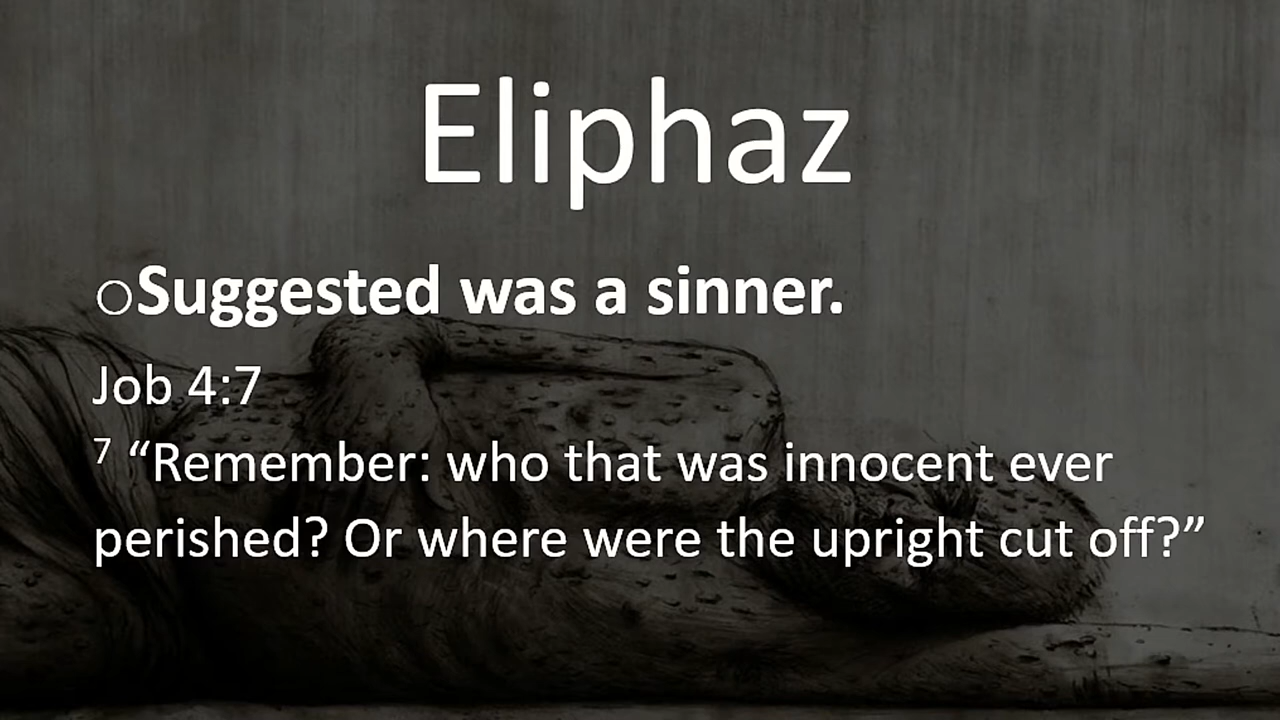 Eliphaz
○Suggested was a sinner.
Job 4:7
⁷ “Remember: who that was innocent ever
perished? Or where were the upright cut off?”